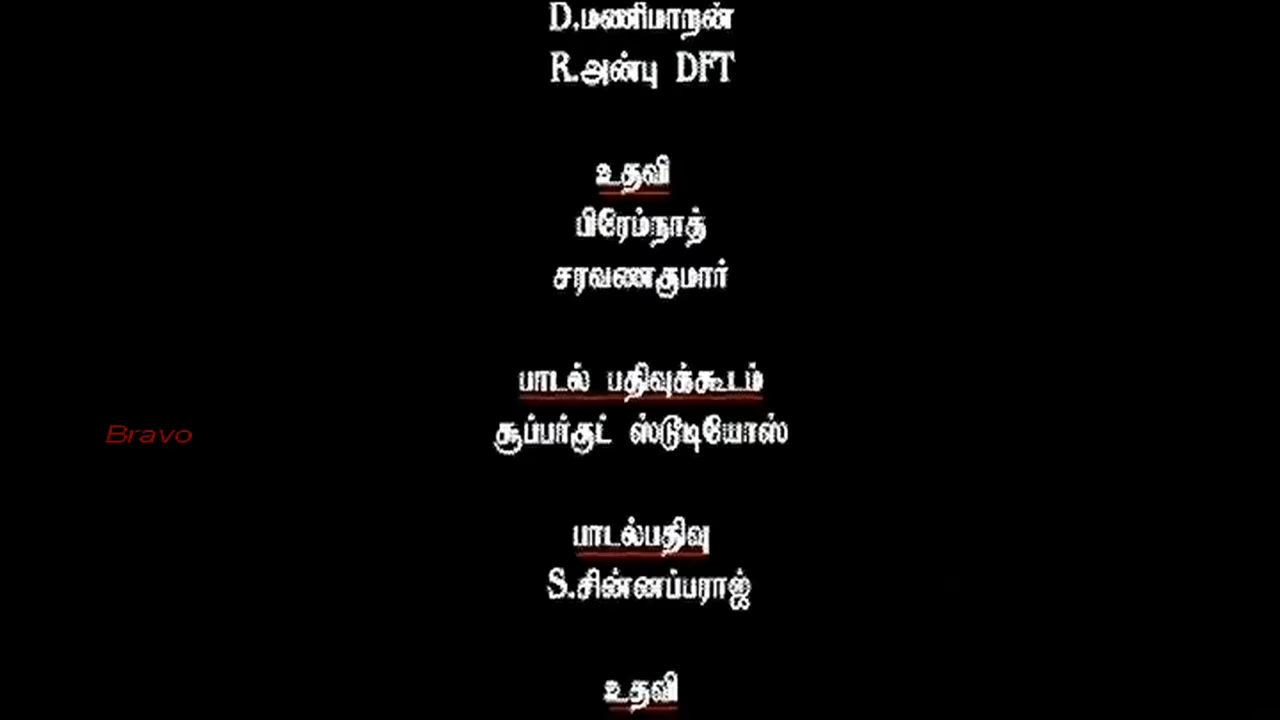 D.மணிமாறன்
R.அன்பு DFT
உதவி
பிரேம்நாத்
சரவணகுமார்
பாடல் பதிவுக்கூடம்
சூப்பர்குட் ஸ்டூடியோஸ்
Bravo
பாடல்பதிவு
S.சின்னப்பராஜ்
உதவி